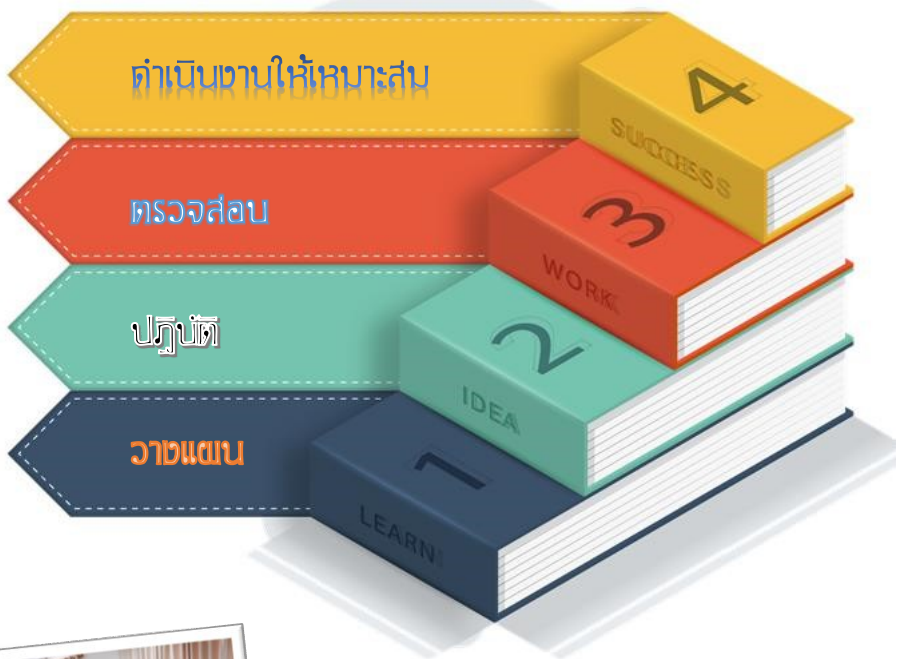 ดำเนินงานให้เหมาะสม
4
SUCCESS
ตรวจสอบ
3
WORK
ปฏิบัติ
2
IDEA
วางแผน
1
LEARN